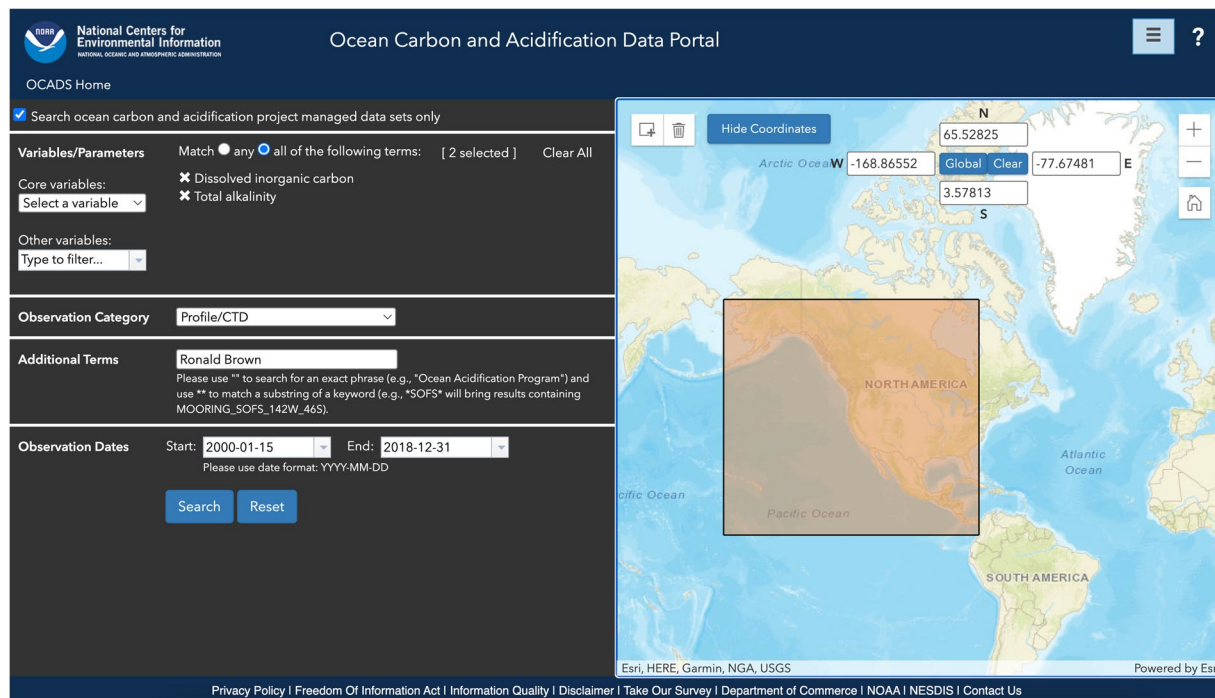 NOAA
National Centers for
Environmental Information
NATIONAL OCEANIC AND ATMOSPHERIC ADMINISTRATION
Ocean Carbon and Acidification Data Portal
?
OCADS Home
Search ocean carbon and acidification project managed data sets only
Variables/Parameters
Match any all of the following terms: [ 2 selected ] Clear All
Dissolved inorganic carbon
Total alkalinity
Core variables:
Select a variable
Other variables:
Type to filter...
Observation Category
Profile/CTD
Additional Terms
Ronald Brown
Please use "" to search for an exact phrase (e.g., "Ocean Acidification Program") and
use ** to match a substring of a keyword (e.g., *SOFS* will bring results containing
MOORING_SOFS_142W_46S).
Observation Dates
Start: 2000-01-15 End: 2018-12-31
Please use date format: YYYY-MM-DD
Search Reset
Hide Coordinates
N
65.52825
W -168.86552 Global Clear -77.67481 E
3.57813
S
+
−
Arctic Ocea
NORTH AMERICA
Atlantic
Ocean
cific Ocean
Pacific Ocean
SOUTH AMERICA
Esri, HERE, Garmin, NGA, USGS
Powered by Esr
Privacy Policy | Freedom Of Information Act | Information Quality | Disclaimer | Take Our Survey | Department of Commerce | NOAA | NESDIS | Contact Us